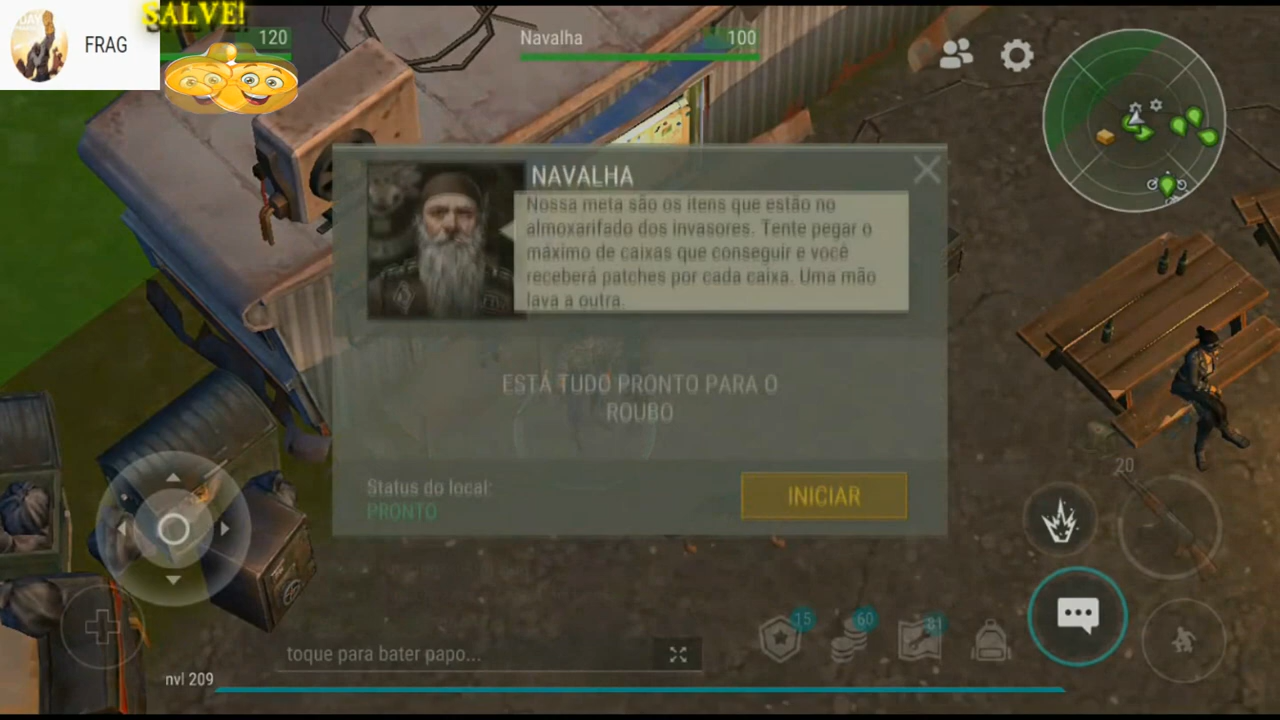 SALVE!
DAY
FRAG
120
Navalha
100
NAVALHA
Nossa meta são os itens que estão no
almoxarifado dos invasores. Tente pegar o
máximo de caixas que conseguir e você
receberá patches por cada caixa. Uma mão
lava a outra.
ESTÁ TUDO PRONTO PARA O
ROUBO
Status do local:
PRONTO
INICIAR
20
15
60
81
toque para bater papo...
nvl 209